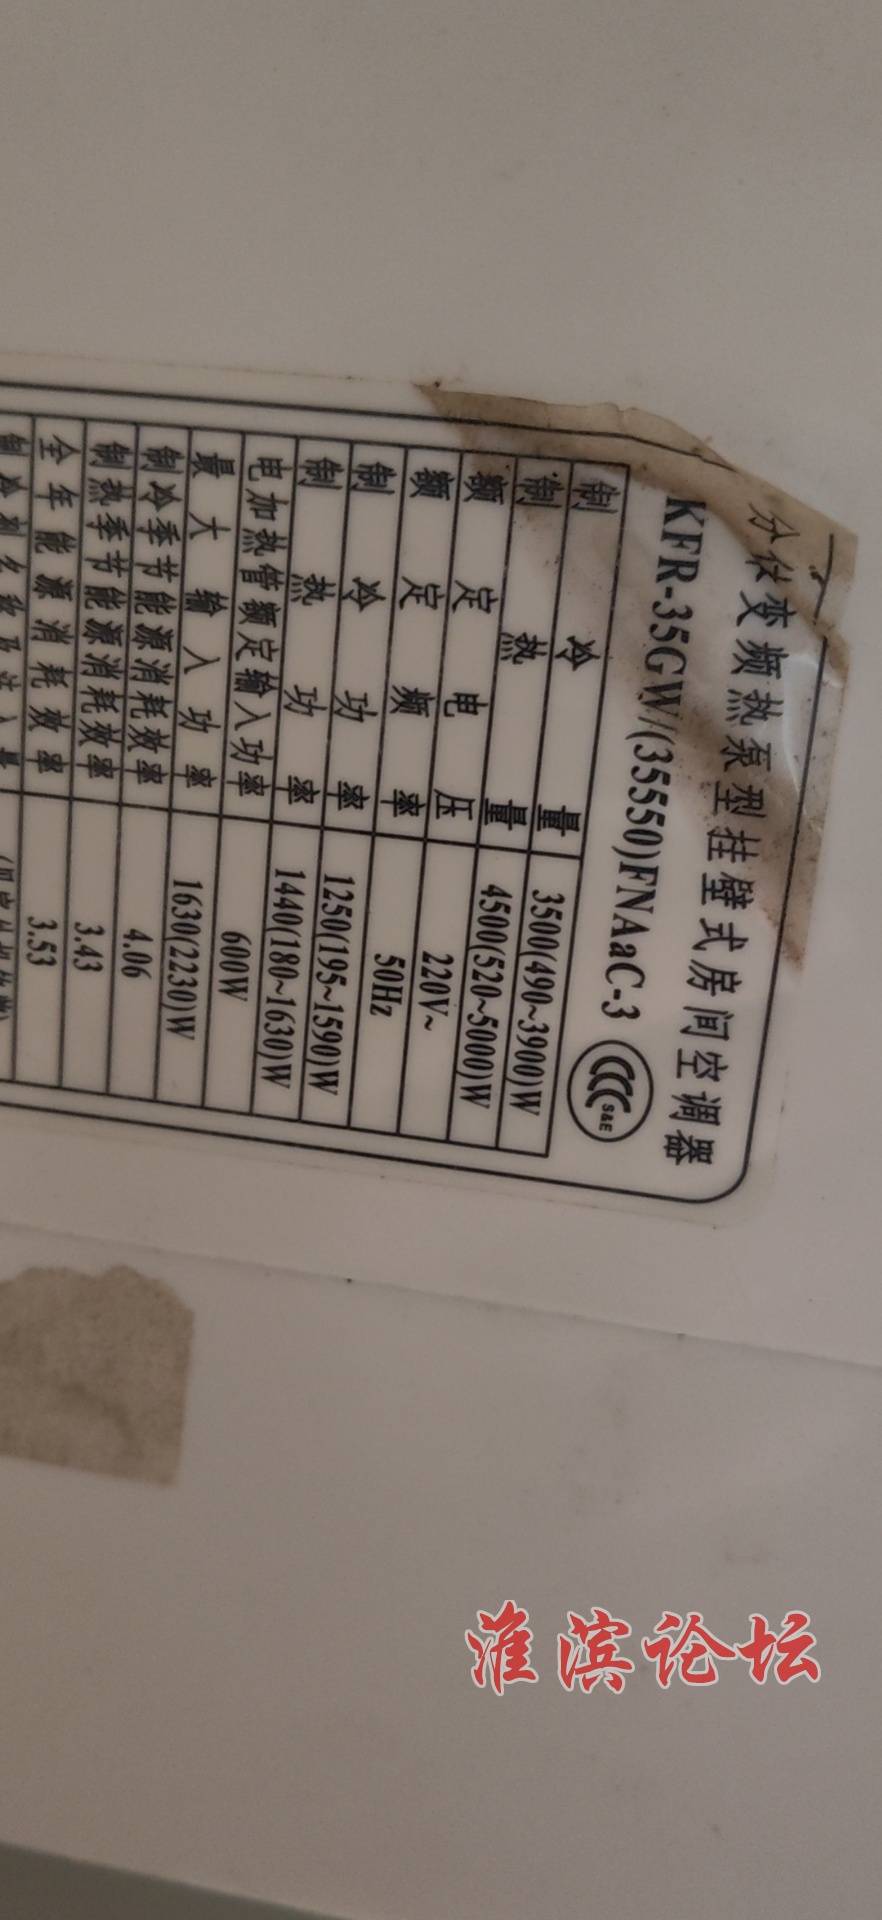 分体变频热泵型挂壁式房间空调器
KFR-35GW/(35550)FNAaC-3
CCC S&E
制冷量 3500(490~3900)W
制热量 4500(520~5000)W
额定电压 220V~
额定频率 50Hz
制冷功率 1250(195~1590)W
制热功率 1440(180~1630)W
电加热管额定输入功率 600W
最大输入功率 1630(2230)W
制冷季节能源消耗效率 4.06
制热季节能源消耗效率 3.43
全年能源消耗效率 3.53
淮滨论坛